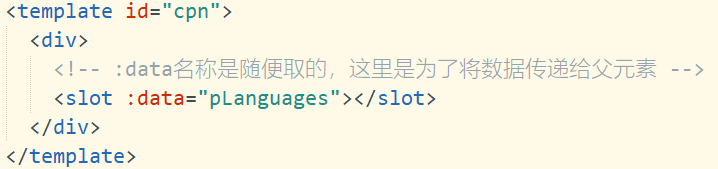 <template id="cpn">
<div>
<!-- :data名称是随便取的，这里是为了将数据传递给父元素 -->
<slot :data="pLanguages"></slot>
</div>
</template>